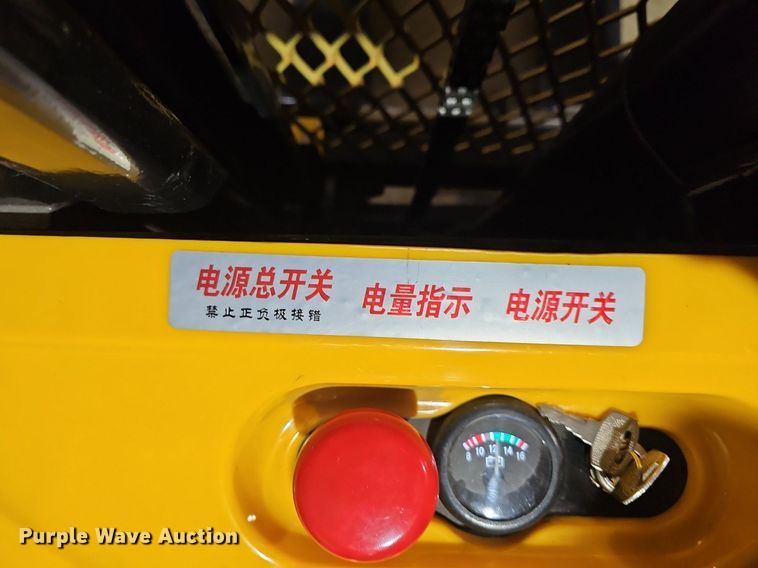 电源总开关 电量指示 电源开关
禁止正负极接错
8 10 12 14 16
Purple Wave Auction